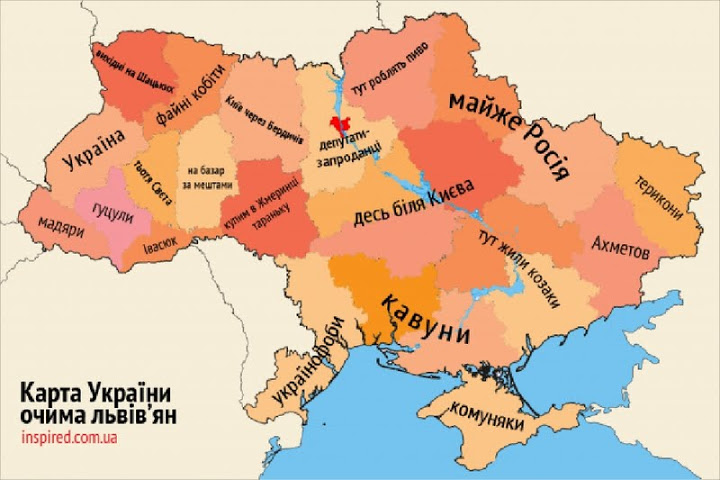 вихідні на Шацьких
файні кобіти
Київ через Бердичів
тут роблять пиво
майже Росія
депутати-
запроданці
Україна
тьотя Свєта
на базар
за мештами
купим в Жмеринці
тараньку
десь біля Києва
терикони
мадяри
гуцули
Івасюк
тут жили козаки
Ахметов
українофоби
кавуни
комуняки
Карта України
очима львів'ян
inspired.com.ua